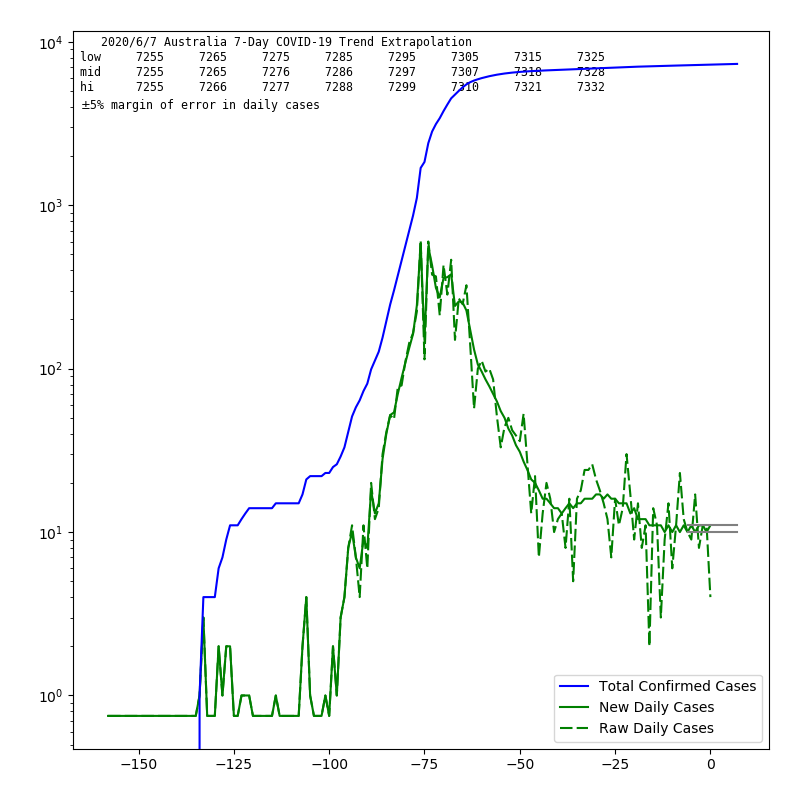 2020/6/7 Australia 7-Day COVID-19 Trend Extrapolation
low 7255 7265 7275 7285 7295 7305 7315 7325
mid 7255 7265 7276 7286 7297 7307 7318 7328
hi 7255 7266 7277 7288 7299 7310 7321 7332
±5% margin of error in daily cases
10⁴
10³
10²
10¹
10⁰
Total Confirmed Cases
New Daily Cases
Raw Daily Cases
−150 −125 −100 −75 −50 −25 0